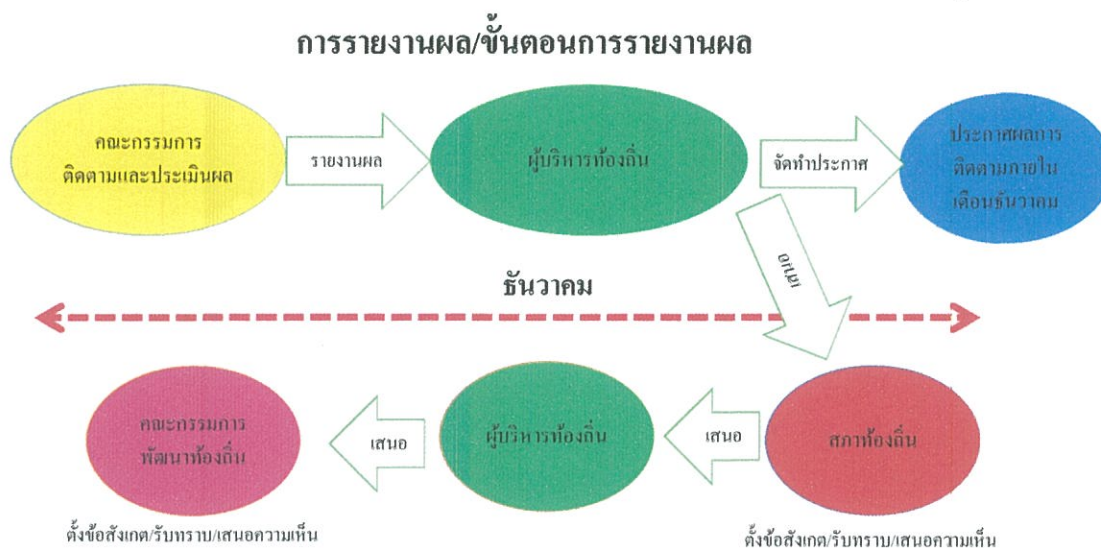 การรายงานผล/ขั้นตอนการรายงานผล
คณะกรรมการ
ติดตามและประเมินผล
รายงานผล
ผู้บริหารท้องถิ่น
จัดทำประกาศ
ประกาศผลการ
ติดตามภายใน
เดือนธันวาคม
เสนอ
ธันวาคม
คณะกรรมการ
พัฒนาท้องถิ่น
เสนอ
ผู้บริหารท้องถิ่น
เสนอ
สภาท้องถิ่น
ตั้งข้อสังเกต/รับทราบ/เสนอความเห็น
ตั้งข้อสังเกต/รับทราบ/เสนอความเห็น